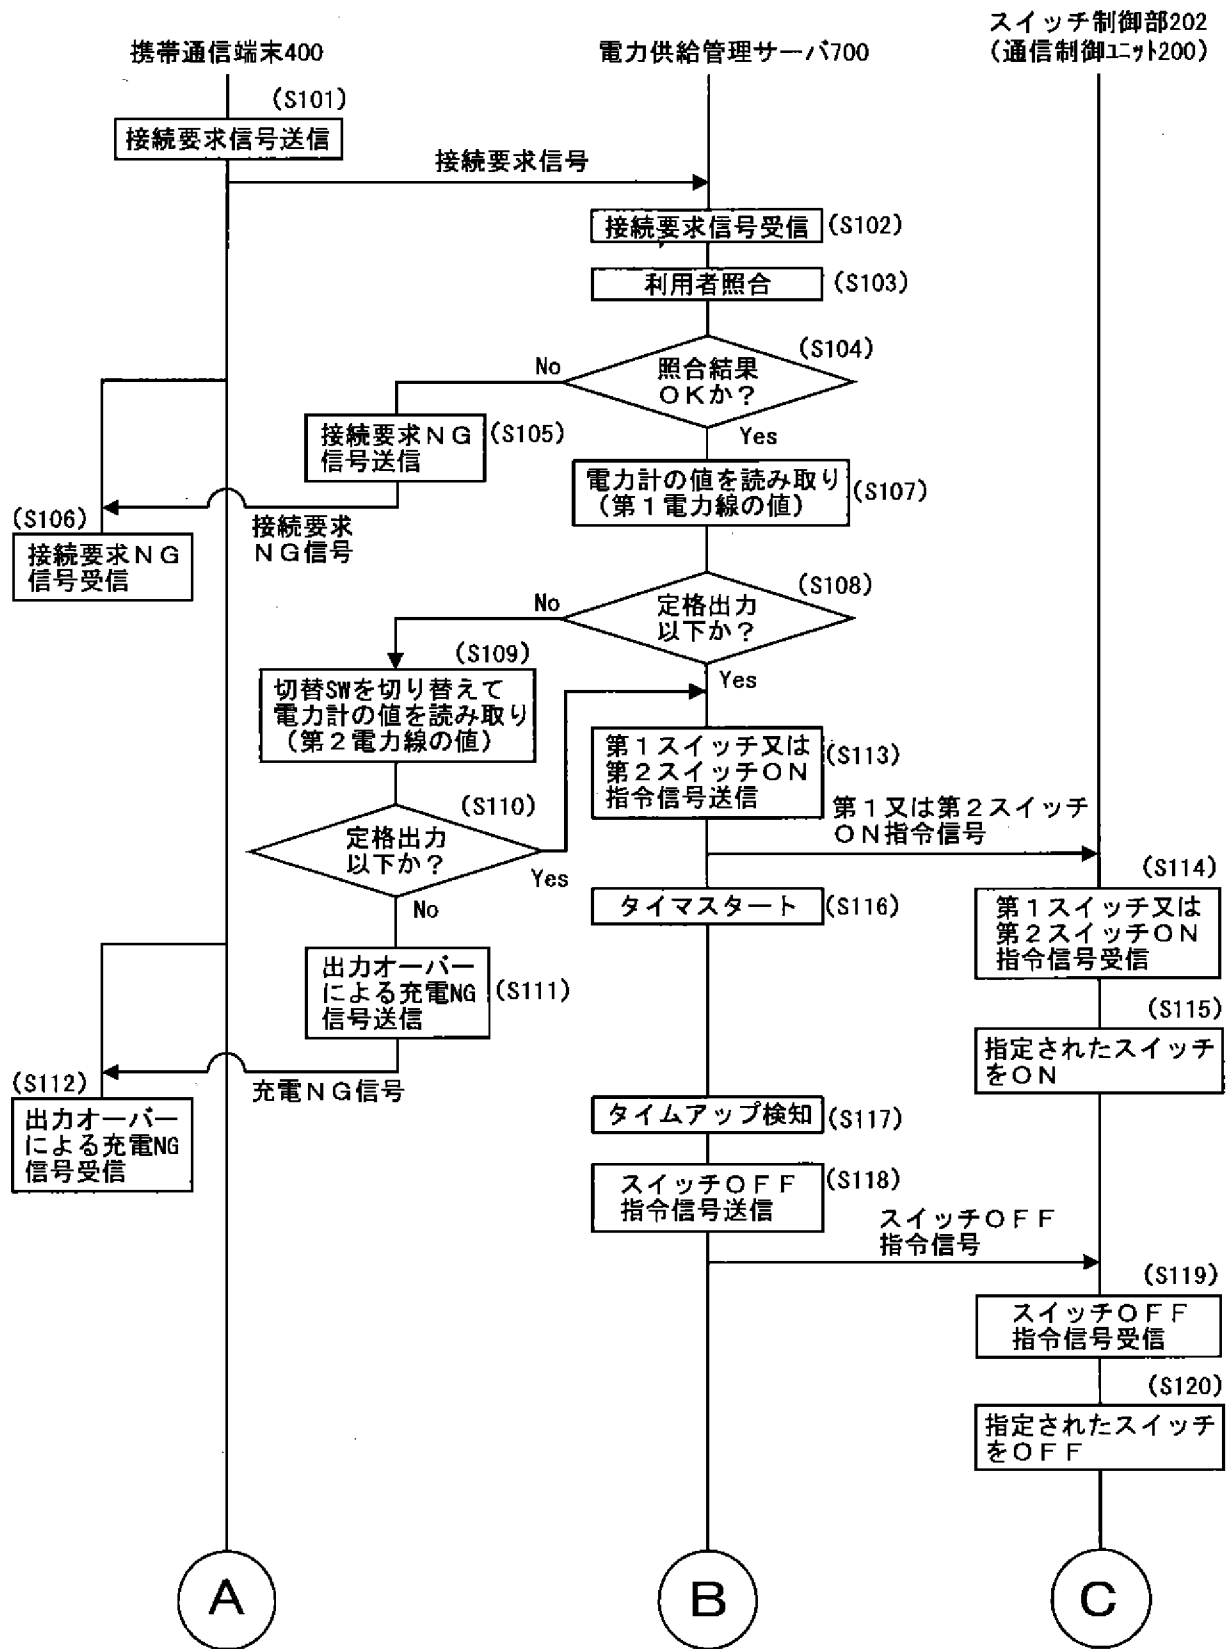 携帯通信端末400
電力供給管理サーバ700
スイッチ制御部202
(通信制御ユニット200)
(S101)
接続要求信号送信
接続要求信号
接続要求信号受信
(S102)
利用者照合
(S103)
(S104)
照合結果
OKか?
No
Yes
接続要求NG
信号送信
(S105)
電力計の値を読み取り
(第1電力線の値)
(S107)
接続要求
NG信号
(S106)
接続要求NG
信号受信
(S108)
定格出力
以下か?
No
Yes
(S109)
切替SWを切り替えて
電力計の値を読み取り
(第2電力線の値)
第1スイッチ又は
第2スイッチON
指令信号送信
(S113)
第1又は第2スイッチ
ON指令信号
(S110)
定格出力
以下か?
Yes
No
(S114)
第1スイッチ又は
第2スイッチON
指令信号受信
タイマスタート
(S116)
出力オーバー
による充電NG
信号送信
(S111)
(S115)
指定されたスイッチ
をON
充電NG信号
(S112)
出力オーバー
による充電NG
信号受信
タイムアップ検知
(S117)
スイッチOFF
指令信号送信
(S118)
スイッチOFF
指令信号
(S119)
スイッチOFF
指令信号受信
(S120)
指定されたスイッチ
をOFF
A
B
C